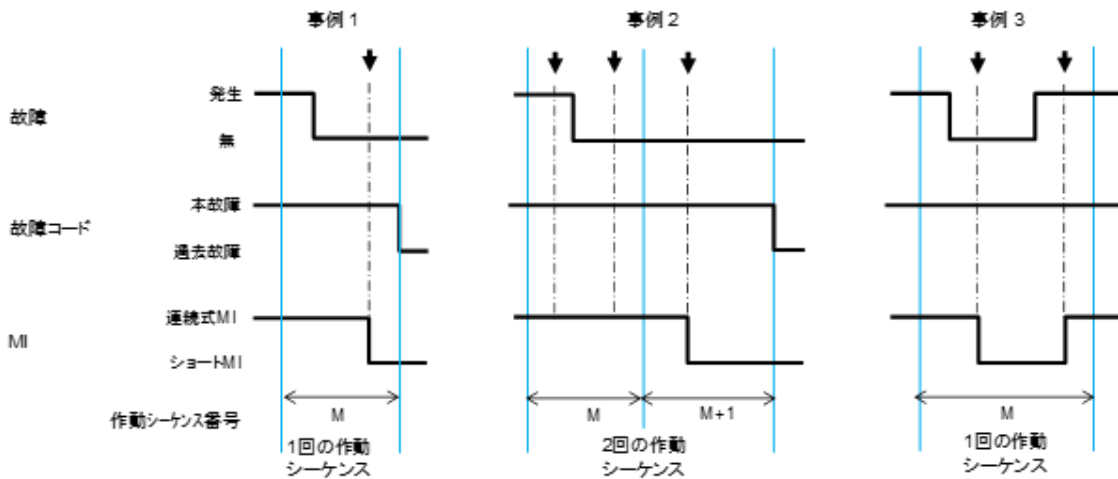 事例 1
事例 2
事例 3
故障
発生
無
故障コード
本故障
過去故障
MI
連続式MI
ショートMI
作動シーケンス番号
M
M
M+1
M
1回の作動
シーケンス
2回の作動
シーケンス
1回の作動
シーケンス